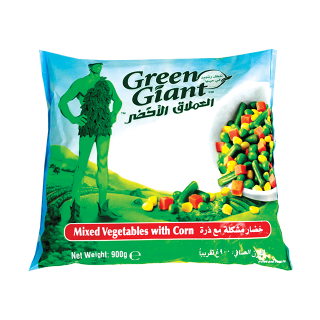 Green
Giant
العملاق الأخضر
Mixed Vegetables with Corn خضار مشكلة مع ذرة
Net Weight: 900g